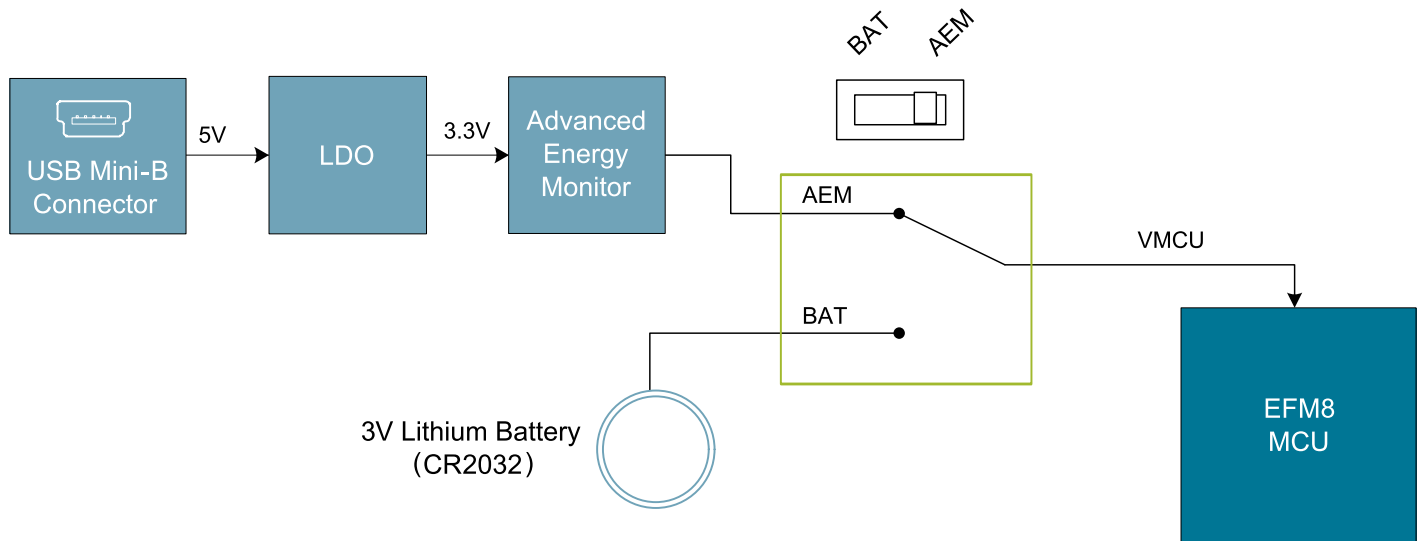 BAT
AEM
USB Mini-B
Connector
5V
LDO
3.3V
Advanced
Energy
Monitor
AEM
BAT
VMCU
3V Lithium Battery
(CR2032)
EFM8
MCU